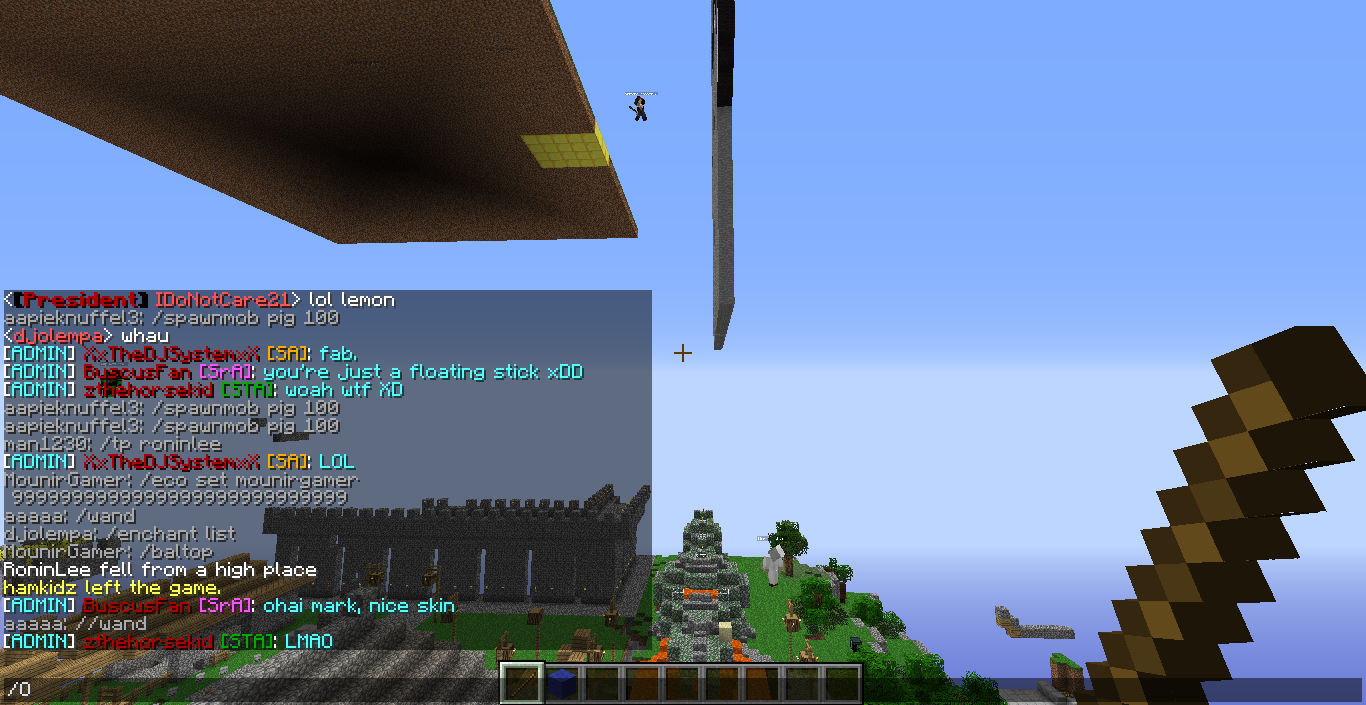 <[President] IDoNotCare21> lol lemon
aapieknuffel3: /spawnmob pig 100
<djolempa> whau
[ADMIN] XxTheDJSystemxX [SA]: fab.
[ADMIN] BuscusFan [SrA]: you're just a floating stick xDD
[ADMIN] zthehorsekid [STA]: woah wtf XD
aapieknuffel3: /spawnmob pig 100
aapieknuffel3: /spawnmob pig 100
man1230: /tp roninlee
[ADMIN] XxTheDJSystemxX [SA]: LOL
MounirGamer: /eco set mounirgamer
9999999999999999999999999999
aaaaa: /wand
djolempa: /enchant list
MounirGamer: /baltop
RoninLee fell from a high place
hamkidz left the game.
[ADMIN] BuscusFan [SrA]: ohai mark, nice skin
aaaaa: //wand
[ADMIN] zthehorsekid [STA]: LMAO
/O